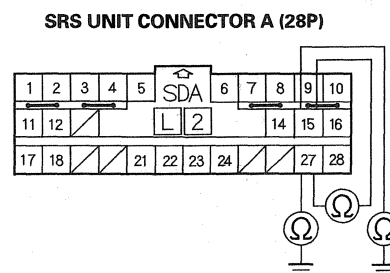 SRS UNIT CONNECTOR A (28P)
1 2 3 4 5 SDA 6 7 8 9 10
11 12 L 2 14 15 16
17 18 21 22 23 24 27 28
Ω
Ω Ω